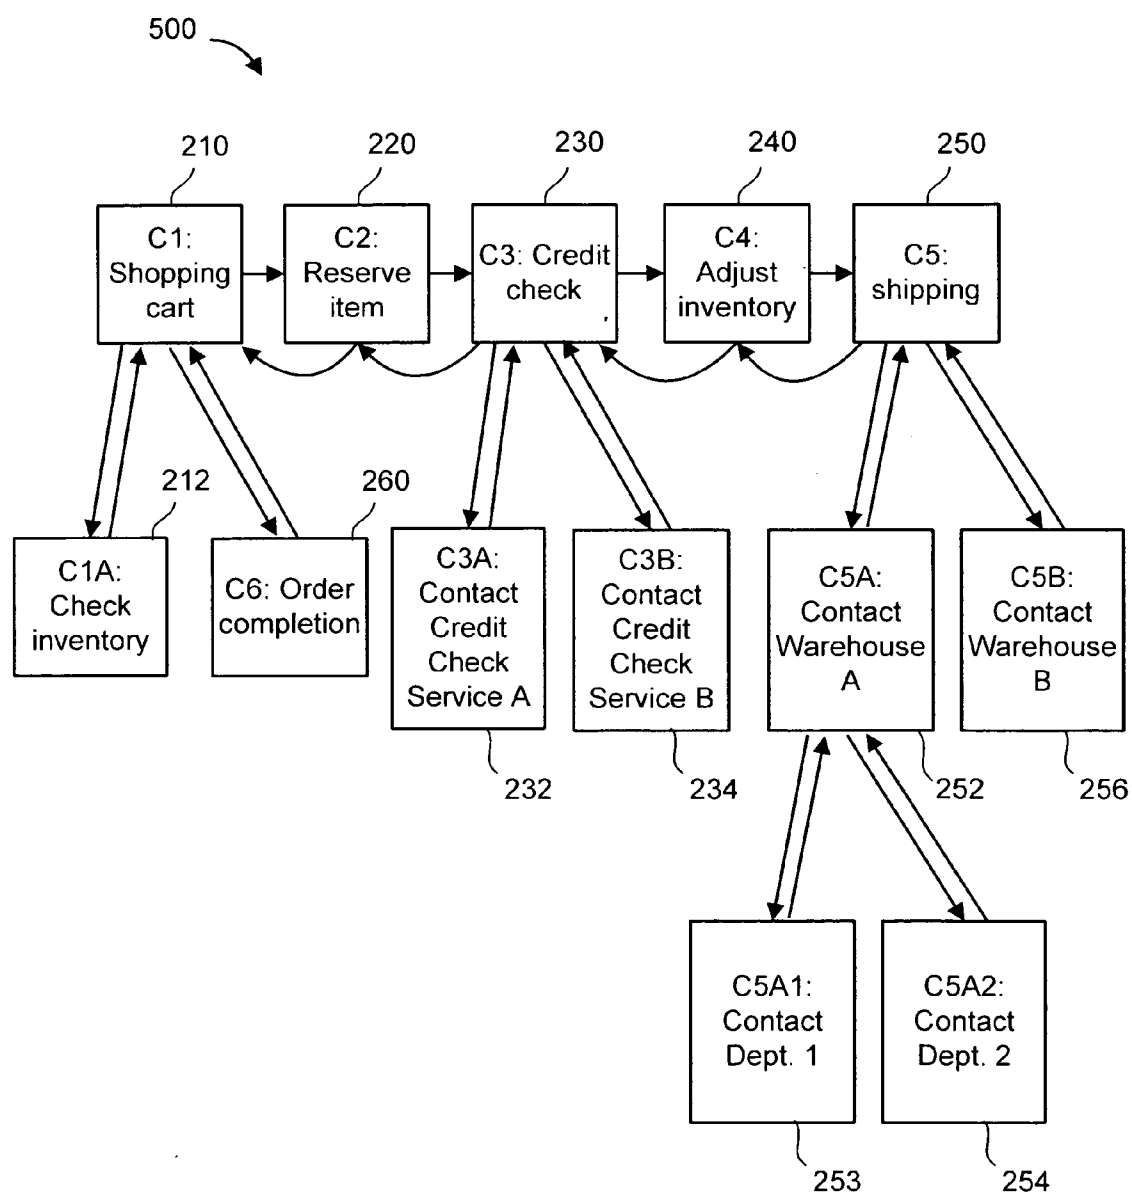 500
210
220
230
240
250
C1:
Shopping
cart
C2:
Reserve
item
C3: Credit
check
C4:
Adjust
inventory
C5:
shipping
212
260
C1A:
Check
inventory
C6: Order
completion
C3A:
Contact
Credit
Check
Service A
C3B:
Contact
Credit
Check
Service B
C5A:
Contact
Warehouse
A
C5B:
Contact
Warehouse
B
232
234
252
256
C5A1:
Contact
Dept. 1
C5A2:
Contact
Dept. 2
253
254